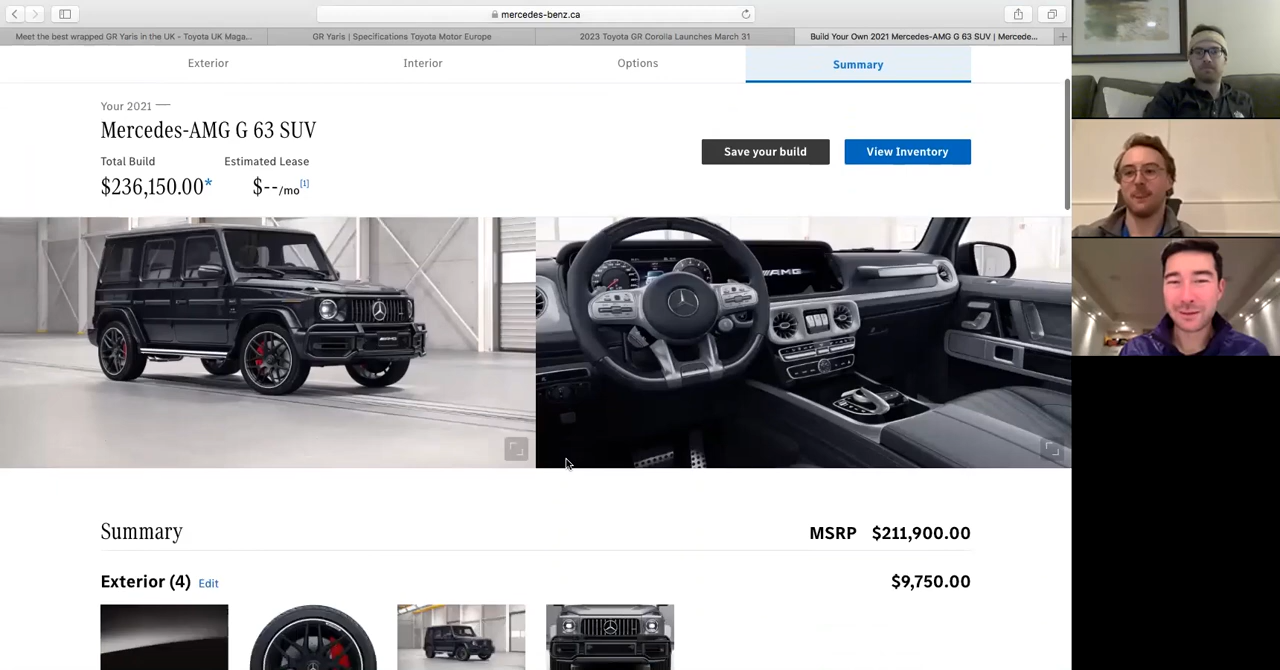 mercedes-benz.ca
Meet the best wrapped GR Yaris in the UK - Toyota UK Maga...
GR Yaris | Specifications Toyota Motor Europe
2023 Toyota GR Corolla Launches March 31
Build Your Own 2021 Mercedes-AMG G 63 SUV | Mercede...
Exterior
Interior
Options
Summary
Your 2021
Mercedes-AMG G 63 SUV
Total Build
Estimated Lease
$236,150.00*
$--/mo[1]
Save your build
View Inventory
AMG
Summary
MSRP $211,900.00
Exterior (4) Edit
$9,750.00